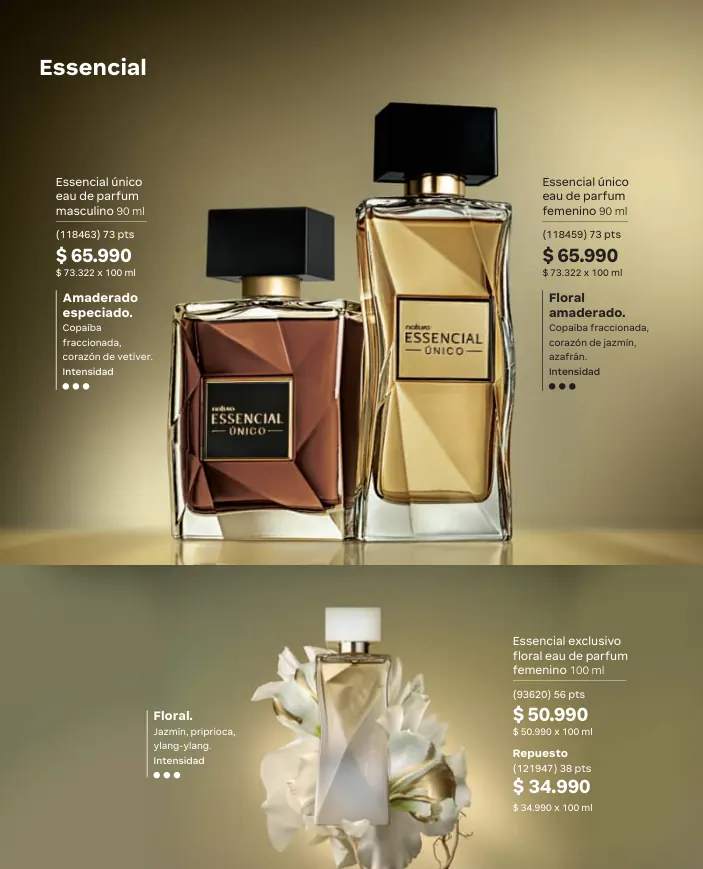 Essencial
Essencial único
eau de parfum
masculino 90 ml
(118463) 73 pts
$ 65.990
$ 73.322 x 100 ml
Amaderado
especiado.
Copaíba
fraccionada,
corazón de vetiver.
Intensidad
Essencial único
eau de parfum
femenino 90 ml
(118459) 73 pts
$ 65.990
$ 73.322 x 100 ml
Floral
amaderado.
Copaíba fraccionada,
corazón de jazmín,
azafrán.
Intensidad
natura
ESSENCIAL
ÚNICO
natura
ESSENCIAL
ÚNICO
Floral.
Jazmín, priprioca,
ylang-ylang.
Intensidad
Essencial exclusivo
floral eau de parfum
femenino 100 ml
(93620) 56 pts
$ 50.990
$ 50.990 x 100 ml
Repuesto
(121947) 38 pts
$ 34.990
$ 34.990 x 100 ml